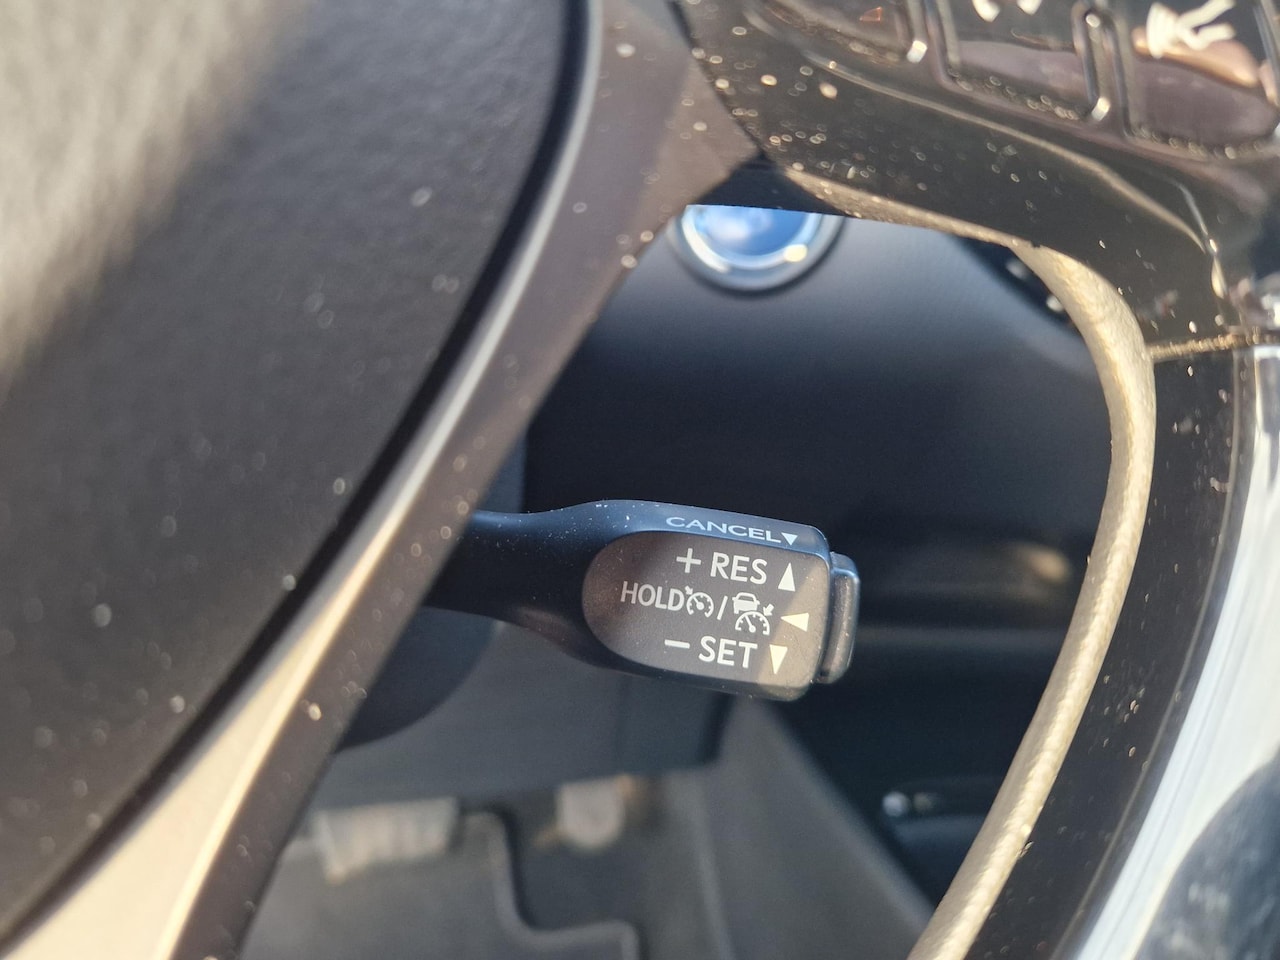 CANCEL▼
+ RES ▲
HOLD / ◀
− SET ▼